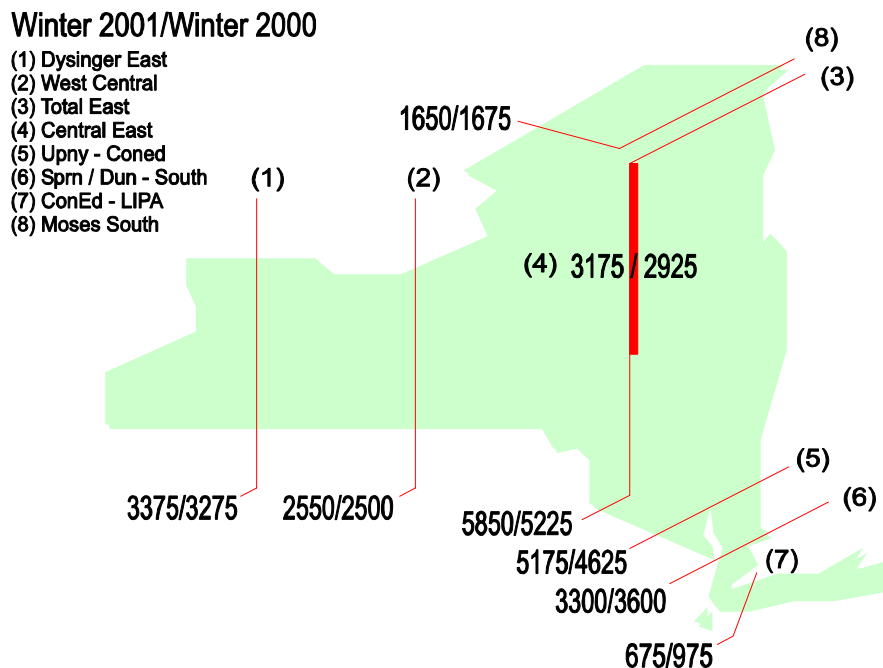 Winter 2001/Winter 2000
(1) Dysinger East
(2) West Central
(3) Total East
(4) Central East
(5) Upny - Coned
(6) Sprn / Dun - South
(7) ConEd - LIPA
(8) Moses South
(8)
(3)
1650/1675
(1)
(2)
(4) 3175 / 2925
(5)
3375/3275
2550/2500
(6)
5850/5225
5175/4625
(7)
3300/3600
675/975